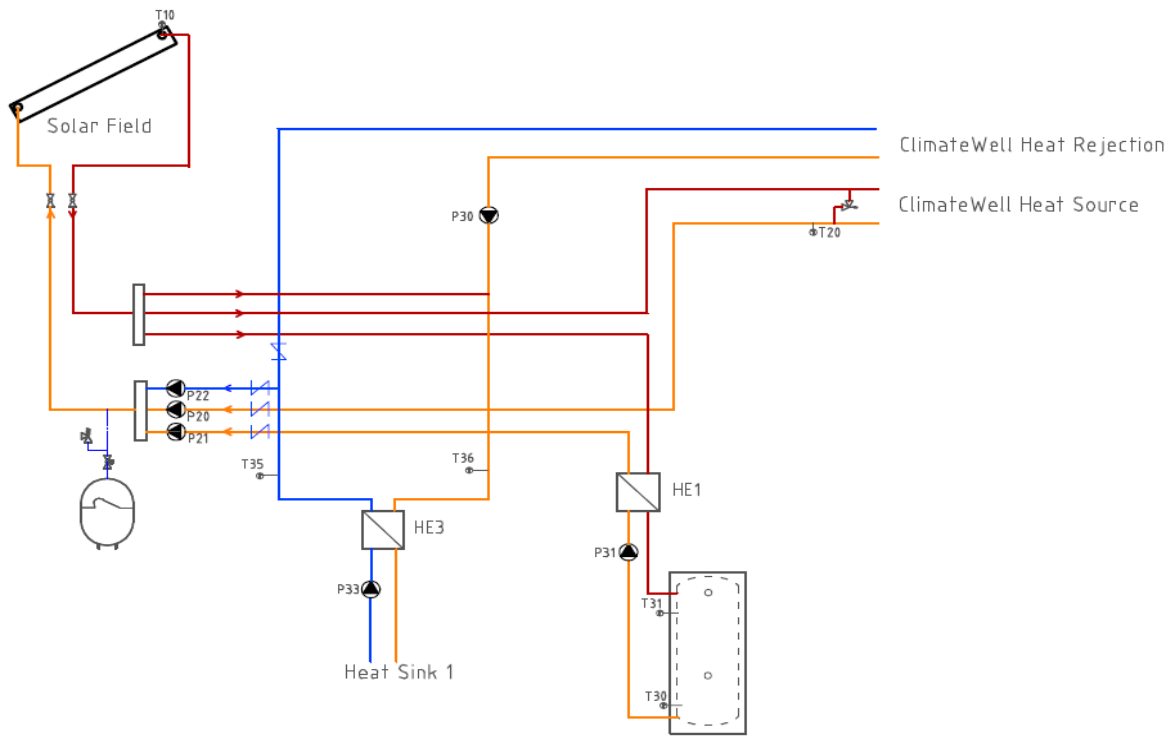 T10
Solar Field
ClimateWell Heat Rejection
ClimateWell Heat Source
P30
T20
P22
P20
P21
T35
T36
HE1
HE3
P31
P33
T31
Heat Sink 1
T30